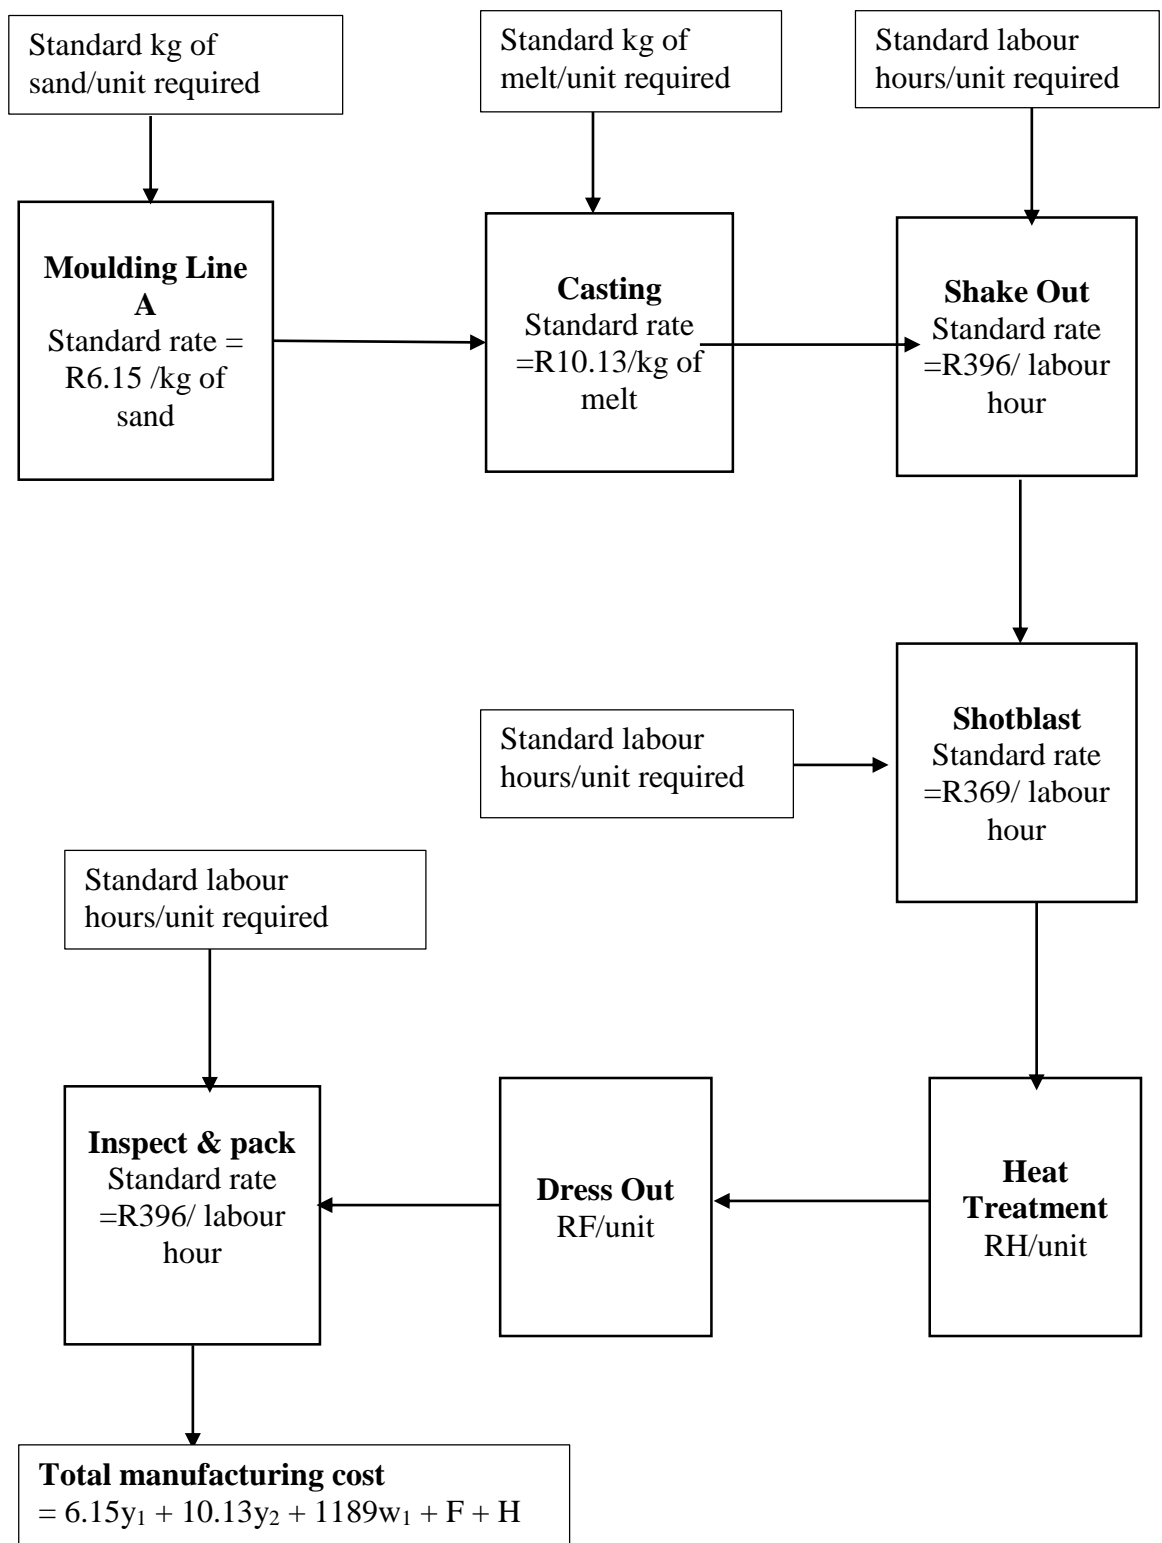 Standard kg of
sand/unit required
Standard kg of
melt/unit required
Standard labour
hours/unit required
Moulding Line
A
Standard rate =
R6.15 /kg of
sand
Casting
Standard rate
=R10.13/kg of
melt
Shake Out
Standard rate
=R396/ labour
hour
Standard labour
hours/unit required
Shotblast
Standard rate
=R369/ labour
hour
Standard labour
hours/unit required
Inspect & pack
Standard rate
=R396/ labour
hour
Dress Out
RF/unit
Heat
Treatment
RH/unit
Total manufacturing cost
= 6.15y₁ + 10.13y₂ + 1189w₁ + F + H